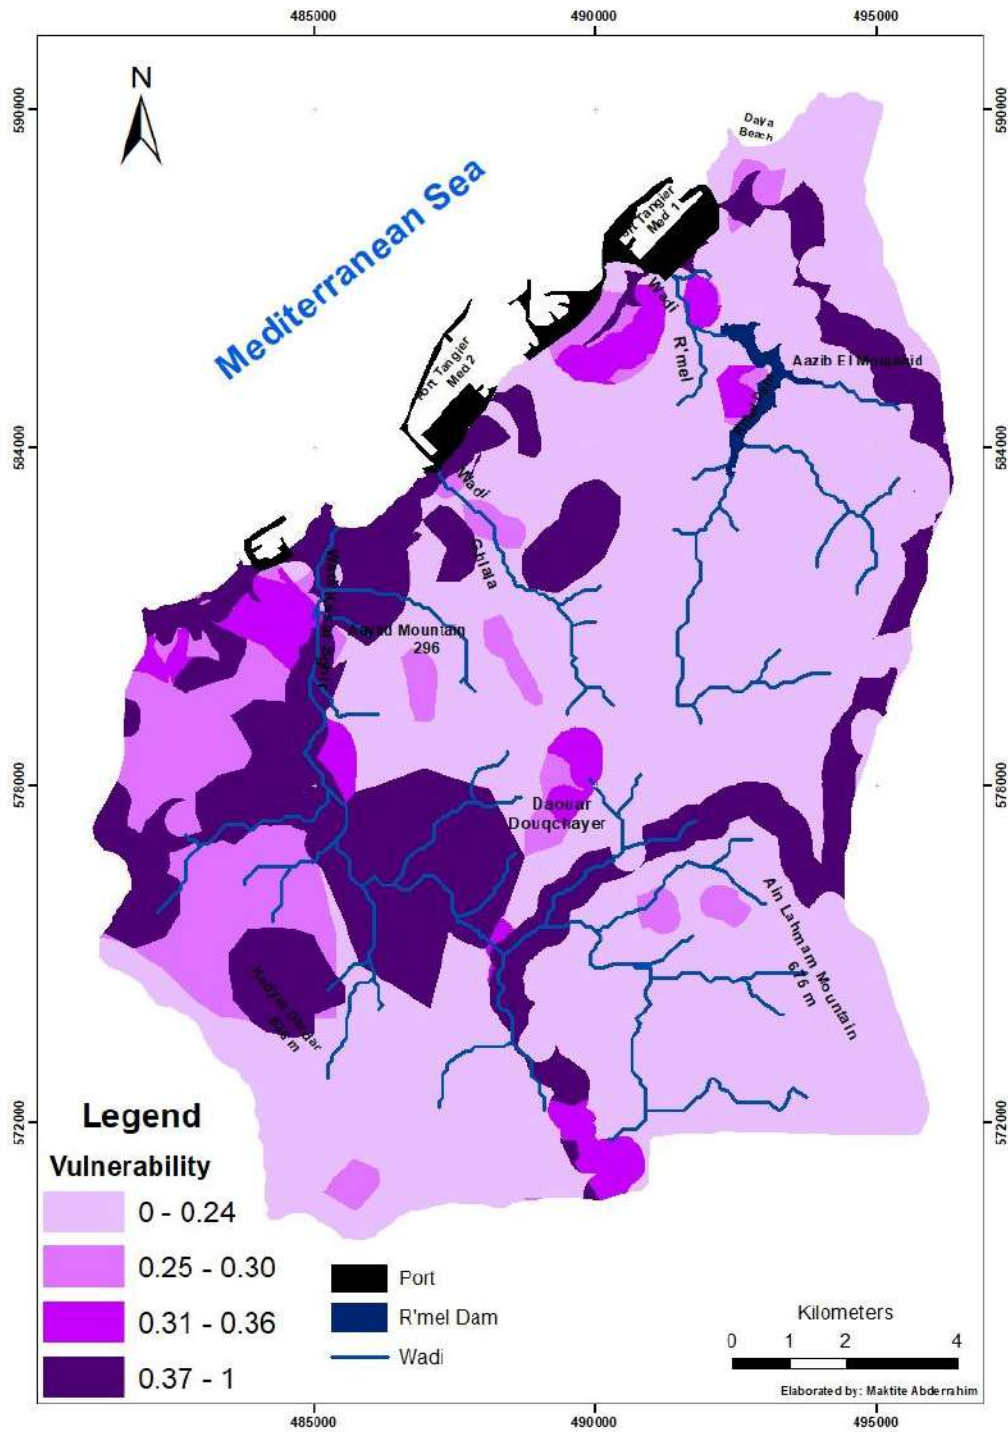 485000
490000
495000
590000
590000
N
Daya
Beach
Mediterranean Sea
Tangier
Med 1
Wadi
R'mel
Aazib El
Port Tangier
Med 2
584000
584000
Wadi
Ghlala
Mountain
296
578000
578000
Daouar
Douqchayer
Ain Lahmam Mountain
616 m
572000
572000
Legend
Vulnerability
0 - 0.24
0.25 - 0.30
0.31 - 0.36
0.37 - 1
Port
R'mel Dam
Wadi
Kilometers
0 1 2 4
Elaborated by: Maktite Abderrahim
485000
490000
495000